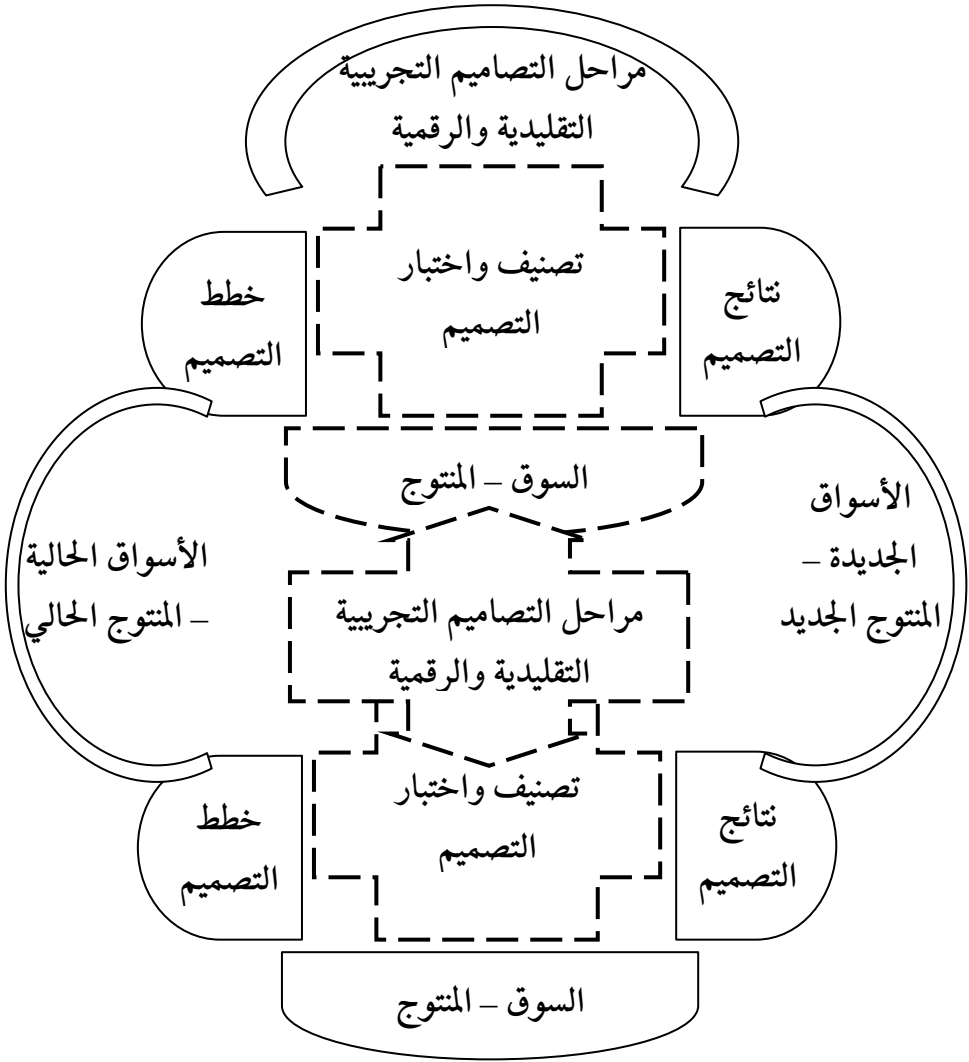 مراحل التصاميم التجريبية
التقليدية والرقمية
تصنيف واختبار
التصميم
نتائج
التصميم
خطط
التصميم
السوق – المنتوج
الأسواق
الجديدة –
المنتوج الجديد
الأسواق الحالية
– المنتوج الحالي
مراحل التصاميم التجريبية
التقليدية والرقمية
تصنيف واختبار
التصميم
نتائج
التصميم
خطط
التصميم
السوق – المنتوج